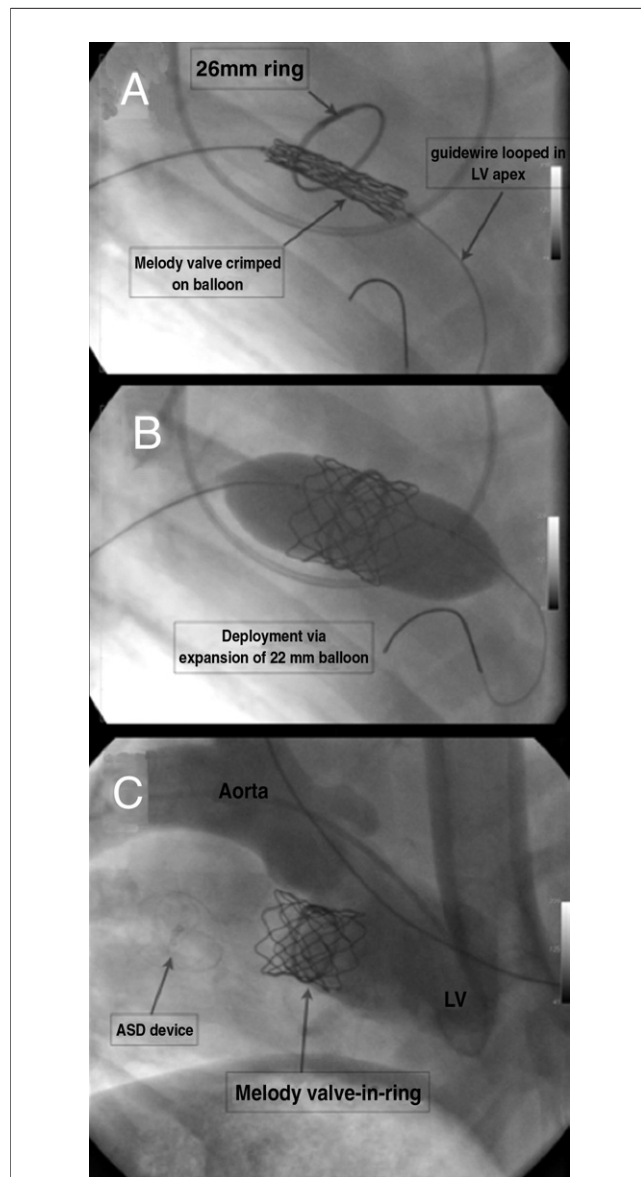 A
26mm ring
guidewire looped in
LV apex
Melody valve crimped
on balloon
B
Deployment via
expansion of 22 mm balloon
C
Aorta
ASD device
LV
Melody valve-in-ring